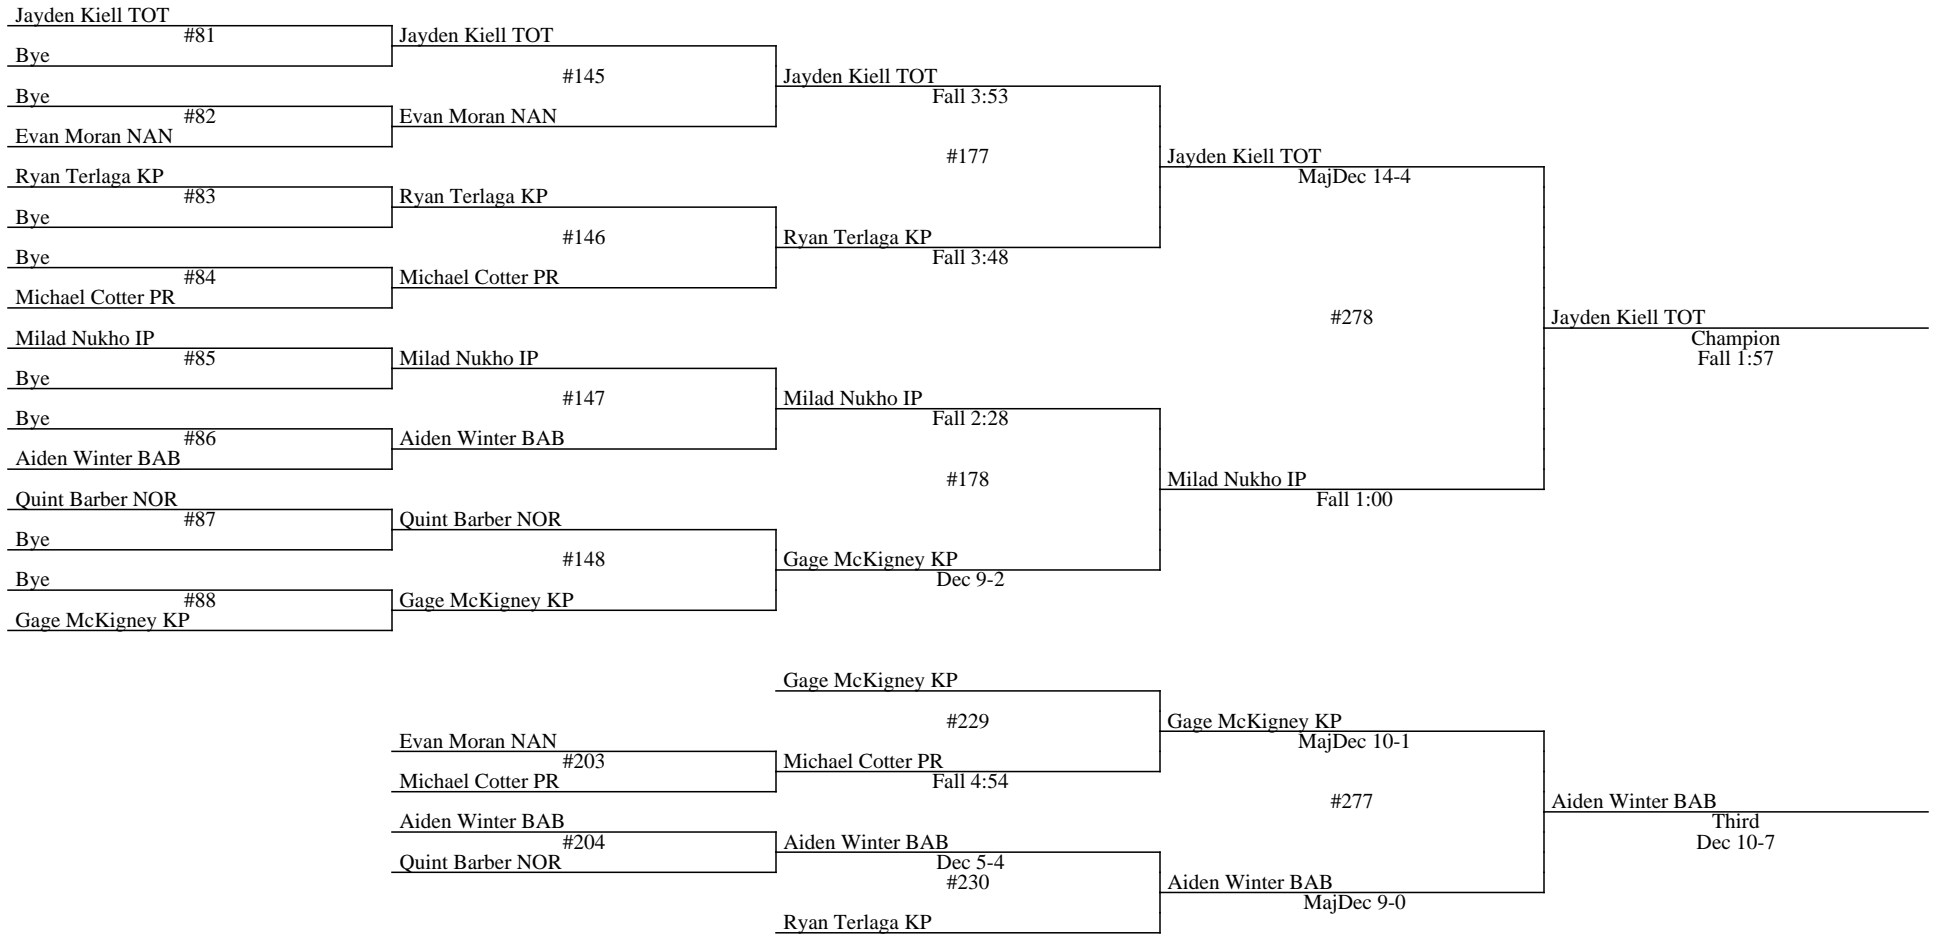 Jayden Kiell TOT
#81
Bye
Bye
#82
Evan Moran NAN
Ryan Terlaga KP
#83
Bye
Bye
#84
Michael Cotter PR
Milad Nukho IP
#85
Bye
Bye
#86
Aiden Winter BAB
Quint Barber NOR
#87
Bye
Bye
#88
Gage McKigney KP
Jayden Kiell TOT
#145
Evan Moran NAN
Ryan Terlaga KP
#146
Michael Cotter PR
Milad Nukho IP
#147
Aiden Winter BAB
Quint Barber NOR
#148
Gage McKigney KP
Jayden Kiell TOT
Fall 3:53
#177
Ryan Terlaga KP
Fall 3:48
Milad Nukho IP
Fall 2:28
#178
Gage McKigney KP
Dec 9-2
Jayden Kiell TOT
MajDec 14-4
#278
Milad Nukho IP
Fall 1:00
Jayden Kiell TOT
Champion
Fall 1:57
Evan Moran NAN
#203
Michael Cotter PR
Aiden Winter BAB
#204
Quint Barber NOR
Gage McKigney KP
#229
Michael Cotter PR
Fall 4:54
Aiden Winter BAB
Dec 5-4
#230
Ryan Terlaga KP
Gage McKigney KP
MajDec 10-1
#277
Aiden Winter BAB
MajDec 9-0
Aiden Winter BAB
Third
Dec 10-7